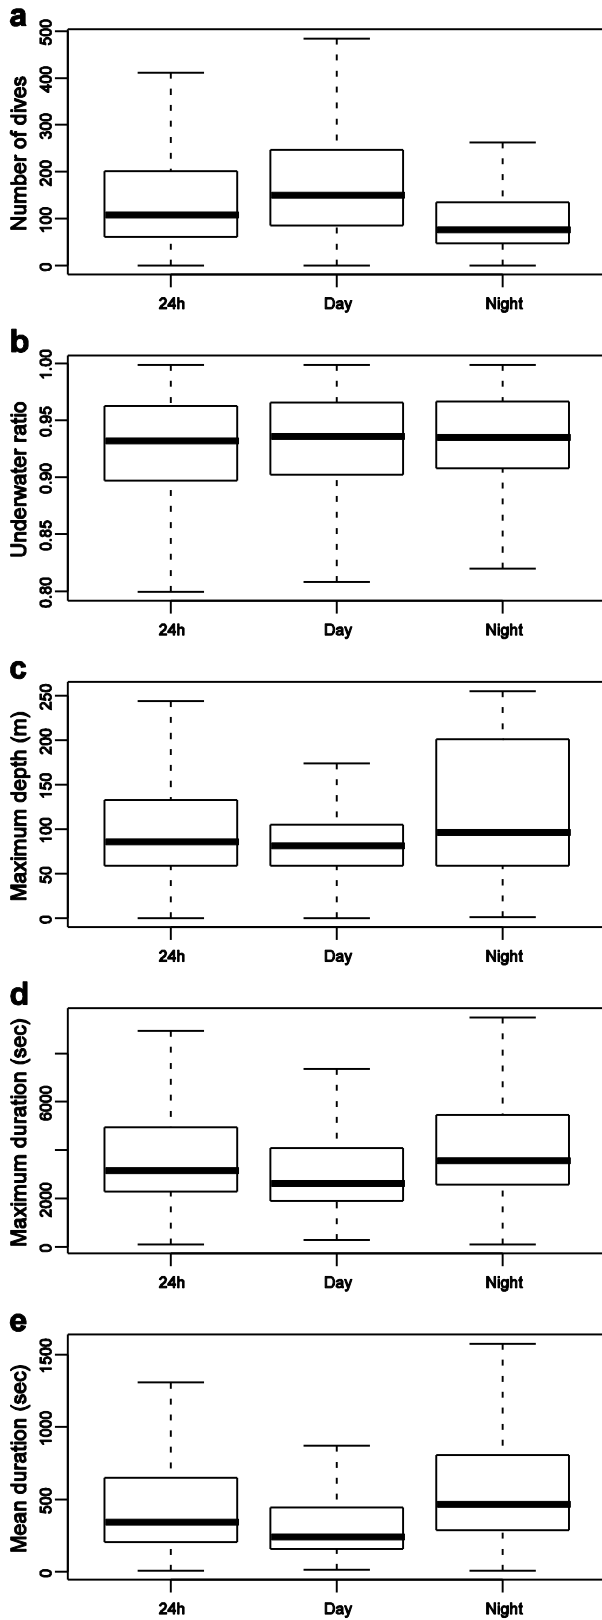 a
Number of dives
500
400
300
200
100
0
24h Day Night
b
Underwater ratio
1.00
0.95
0.90
0.85
0.80
24h Day Night
c
Maximum depth (m)
250
200
150
100
50
0
24h Day Night
d
Maximum duration (sec)
6000
2000
0
24h Day Night
e
Mean duration (sec)
1500
1000
500
0
24h Day Night